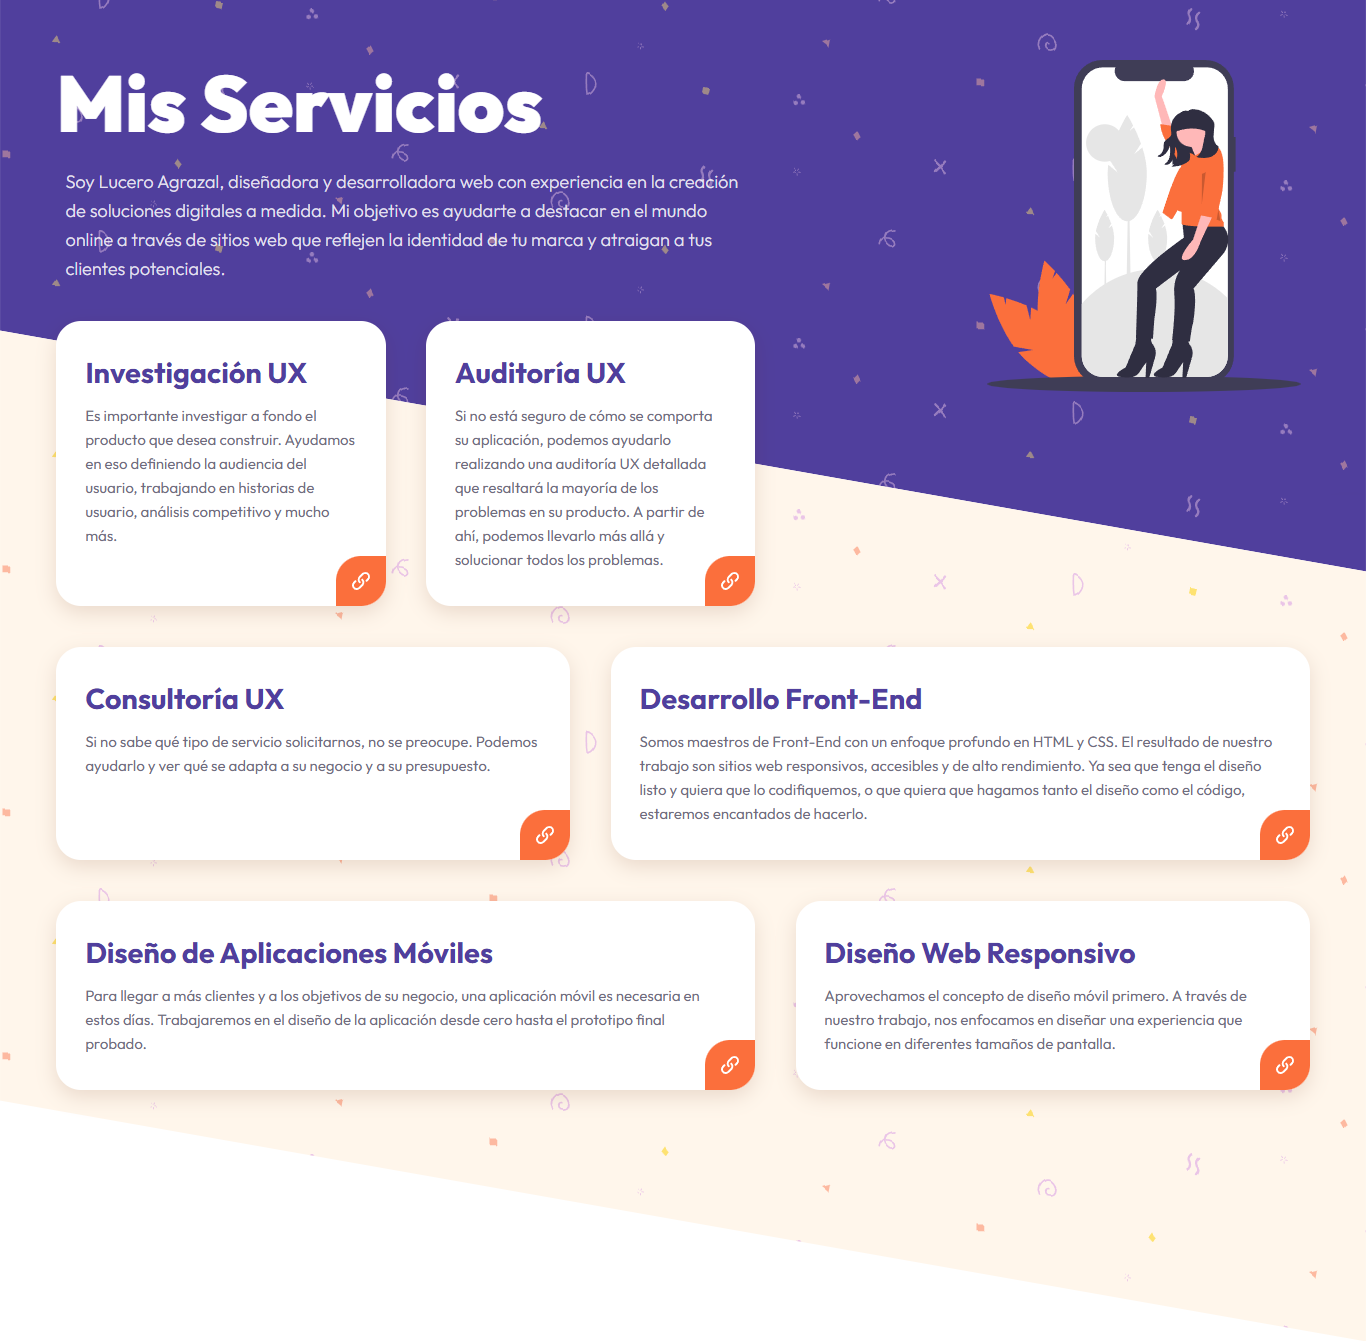 Mis Servicios
Soy Lucero Agrazal, diseñadora y desarrolladora web con experiencia en la creación
de soluciones digitales a medida. Mi objetivo es ayudarte a destacar en el mundo
online a través de sitios web que reflejen la identidad de tu marca y atraigan a tus
clientes potenciales.
Investigación UX
Es importante investigar a fondo el
producto que desea construir. Ayudamos
en eso definiendo la audiencia del
usuario, trabajando en historias de
usuario, análisis competitivo y mucho
más.
Auditoría UX
Si no está seguro de cómo se comporta
su aplicación, podemos ayudarlo
realizando una auditoría UX detallada
que resaltará la mayoría de los
problemas en su producto. A partir de
ahí, podemos llevarlo más allá y
solucionar todos los problemas.
Consultoría UX
Si no sabe qué tipo de servicio solicitarnos, no se preocupe. Podemos
ayudarlo y ver qué se adapta a su negocio y a su presupuesto.
Desarrollo Front-End
Somos maestros de Front-End con un enfoque profundo en HTML y CSS. El resultado de nuestro
trabajo son sitios web responsivos, accesibles y de alto rendimiento. Ya sea que tenga el diseño
listo y quiera que lo codifiquemos, o que quiera que hagamos tanto el diseño como el código,
estaremos encantados de hacerlo.
Diseño de Aplicaciones Móviles
Para llegar a más clientes y a los objetivos de su negocio, una aplicación móvil es necesaria en
estos días. Trabajaremos en el diseño de la aplicación desde cero hasta el prototipo final
probado.
Diseño Web Responsivo
Aprovechamos el concepto de diseño móvil primero. A través de
nuestro trabajo, nos enfocamos en diseñar una experiencia que
funcione en diferentes tamaños de pantalla.